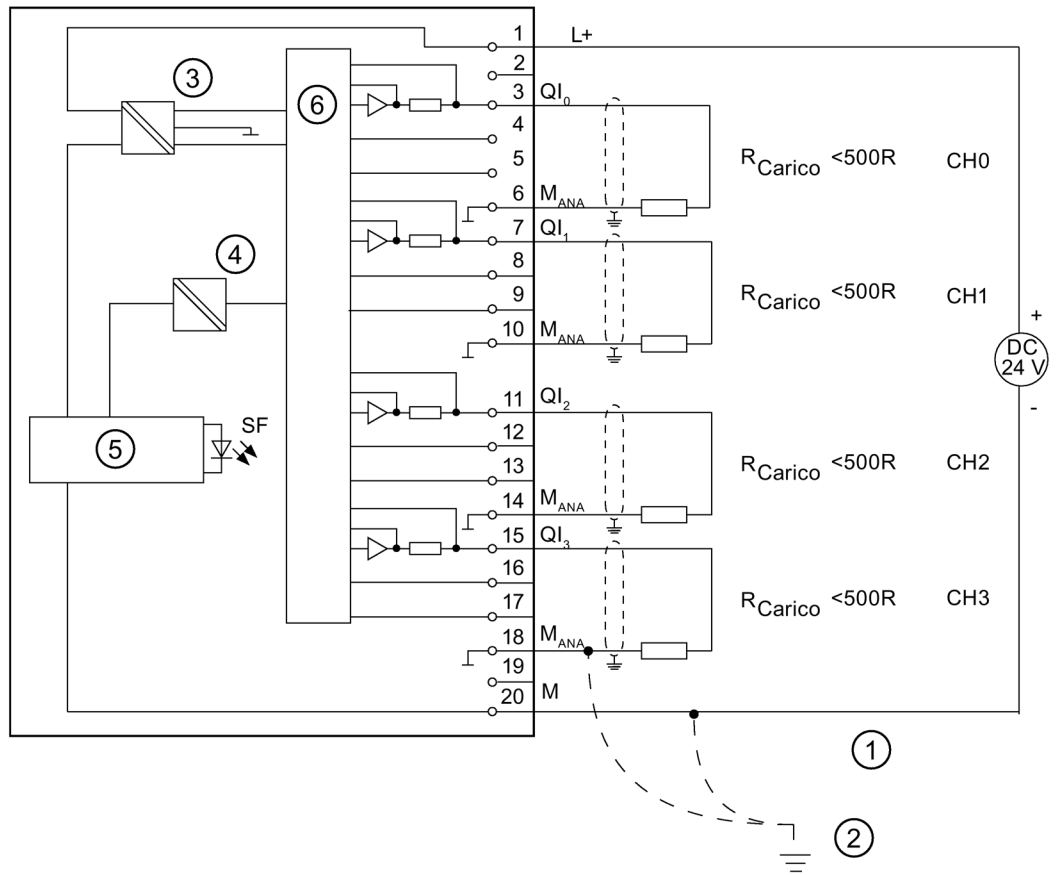 1 L+
2
3 QI0
4
5
6 MANA
RCarico <500R CH0
7 QI1
8
9
10 MANA
RCarico <500R CH1
11 QI2
12
13
14 MANA
RCarico <500R CH2
15 QI3
16
17
18 MANA
RCarico <500R CH3
19
20 M
+
DC
24 V
-
3
6
4
5
SF
1
2